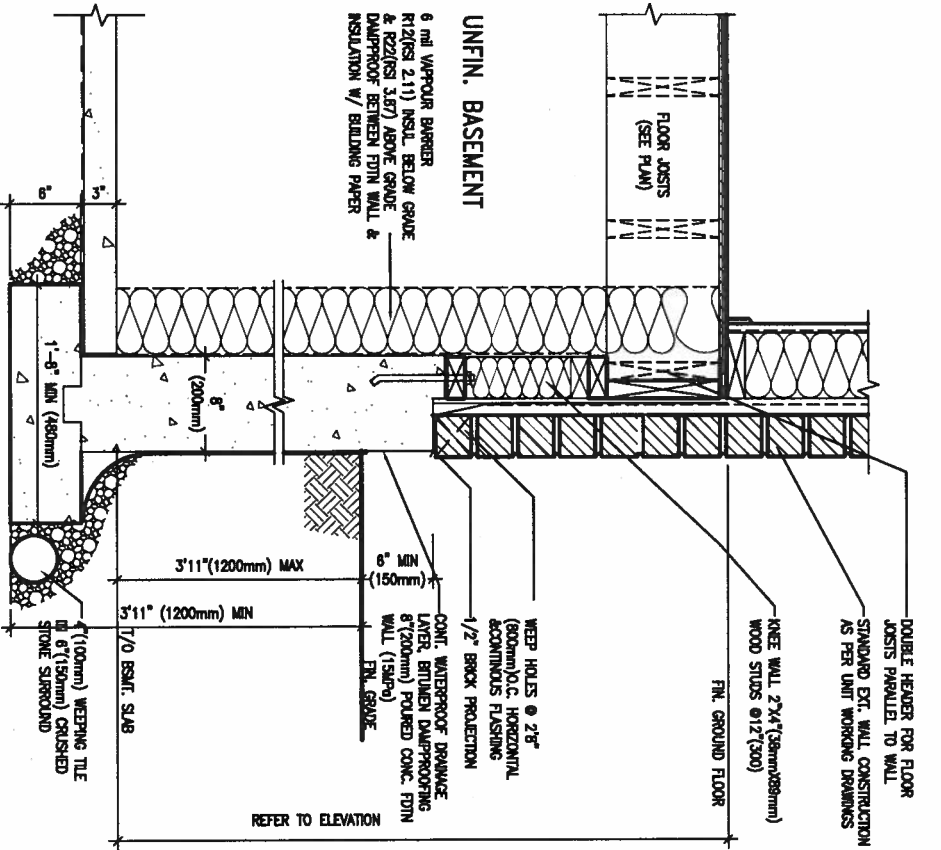 DOUBLE HEADER FOR FLOOR
JOISTS PARALLEL TO WALL
STANDARD EXT. WALL CONSTRUCTION
AS PER UNIT WORKING DRAWINGS
KNEE WALL 2"X4"(38mmX89mm)
WOOD STUDS @12"(300)
FIN. GROUND FLOOR
FLOOR JOISTS
(SEE PLAN)
UNFIN. BASEMENT
6 mil VAPPOUR BARRIER
R12(RSI 2.11) INSUL. BELOW GRADE
& R22(RSI 3.87) ABOVE GRADE
DAMPPROOF BETWEEN FDTN WALL &
INSULATION W/ BUILDING PAPER
WEEP HOLES @ 2'8"
(800mm)O.C. HORIZONTAL
&CONTINOUS FLASHING
1/2" BRICK PROJECTION
CONT. WATERPROOF DRAINAGE
LAYER, BITUMEN DAMPPROOFING
8"(200mm) POURED CONC. FDTN
WALL (15MPa)
FIN. GRADE
6" MIN
(150mm)
3'11"(1200mm) MAX
3'11" (1200mm) MIN
REFER TO ELEVATION
8"
(200mm)
3"
6"
1'-8" MIN (480mm)
T/O BSMT. SLAB
4"(100mm) WEEPING TILE
6"(150mm) CRUSHED
STONE SURROUND